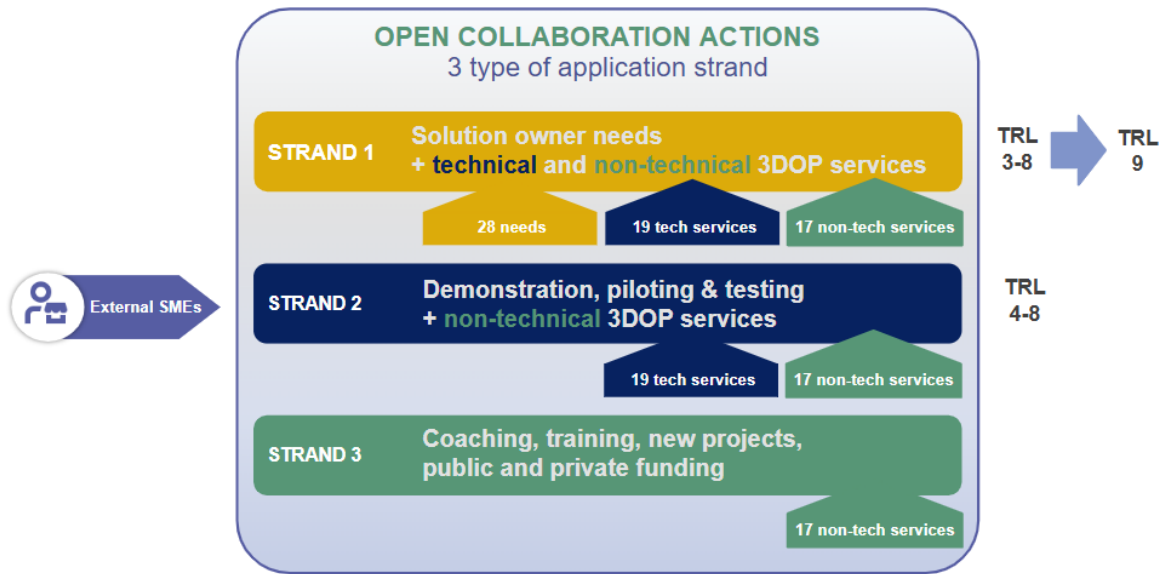 OPEN COLLABORATION ACTIONS
3 type of application strand
STRAND 1
Solution owner needs
+ technical and non-technical 3DOP services
TRL
3-8
TRL
9
28 needs
19 tech services
17 non-tech services
External SMEs
STRAND 2
Demonstration, piloting & testing
+ non-technical 3DOP services
TRL
4-8
19 tech services
17 non-tech services
STRAND 3
Coaching, training, new projects,
public and private funding
17 non-tech services